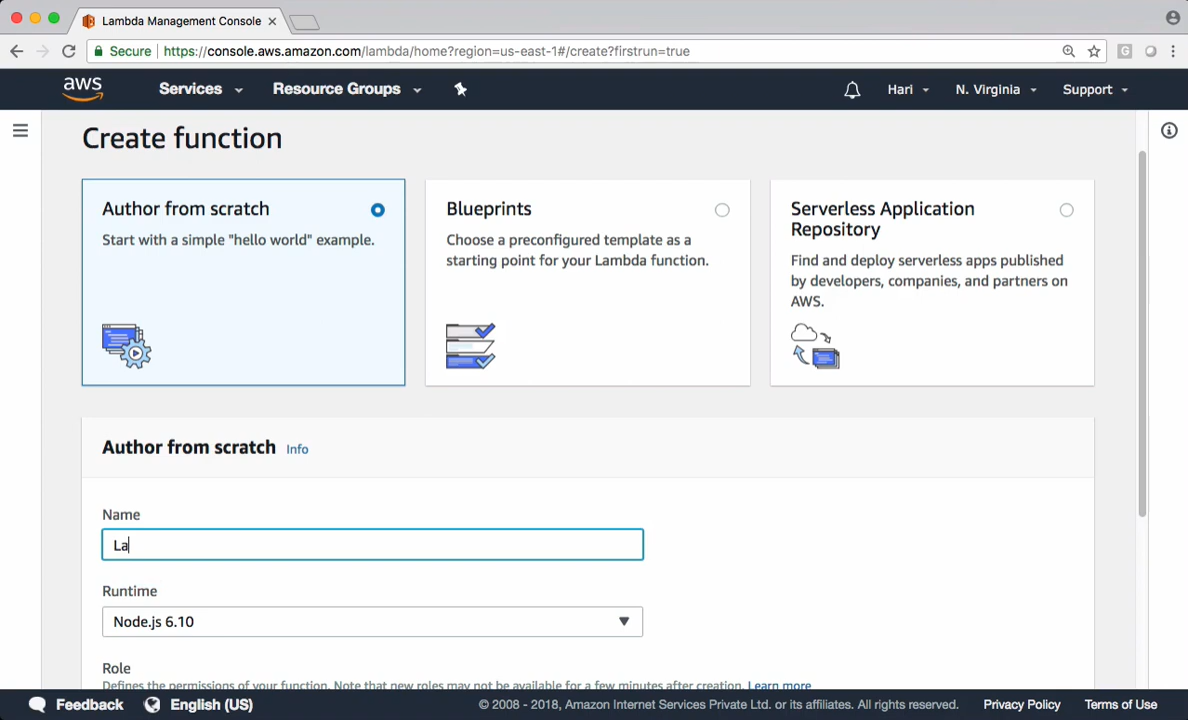 Lambda Management Console
Secure https://console.aws.amazon.com/lambda/home?region=us-east-1#/create?firstrun=true
G
aws Services Resource Groups Hari N. Virginia Support
Create function
Author from scratch
Start with a simple "hello world" example.
Blueprints
Choose a preconfigured template as a
starting point for your Lambda function.
Serverless Application
Repository
Find and deploy serverless apps published
by developers, companies, and partners on
AWS.
Author from scratch Info
Name
La
Runtime
Node.js 6.10
Role
Defines the permissions of your function. Note that new roles may not be available for a few minutes after creation. Learn more
Feedback English (US) © 2008 - 2018, Amazon Internet Services Private Ltd. or its affiliates. All rights reserved. Privacy Policy Terms of Use